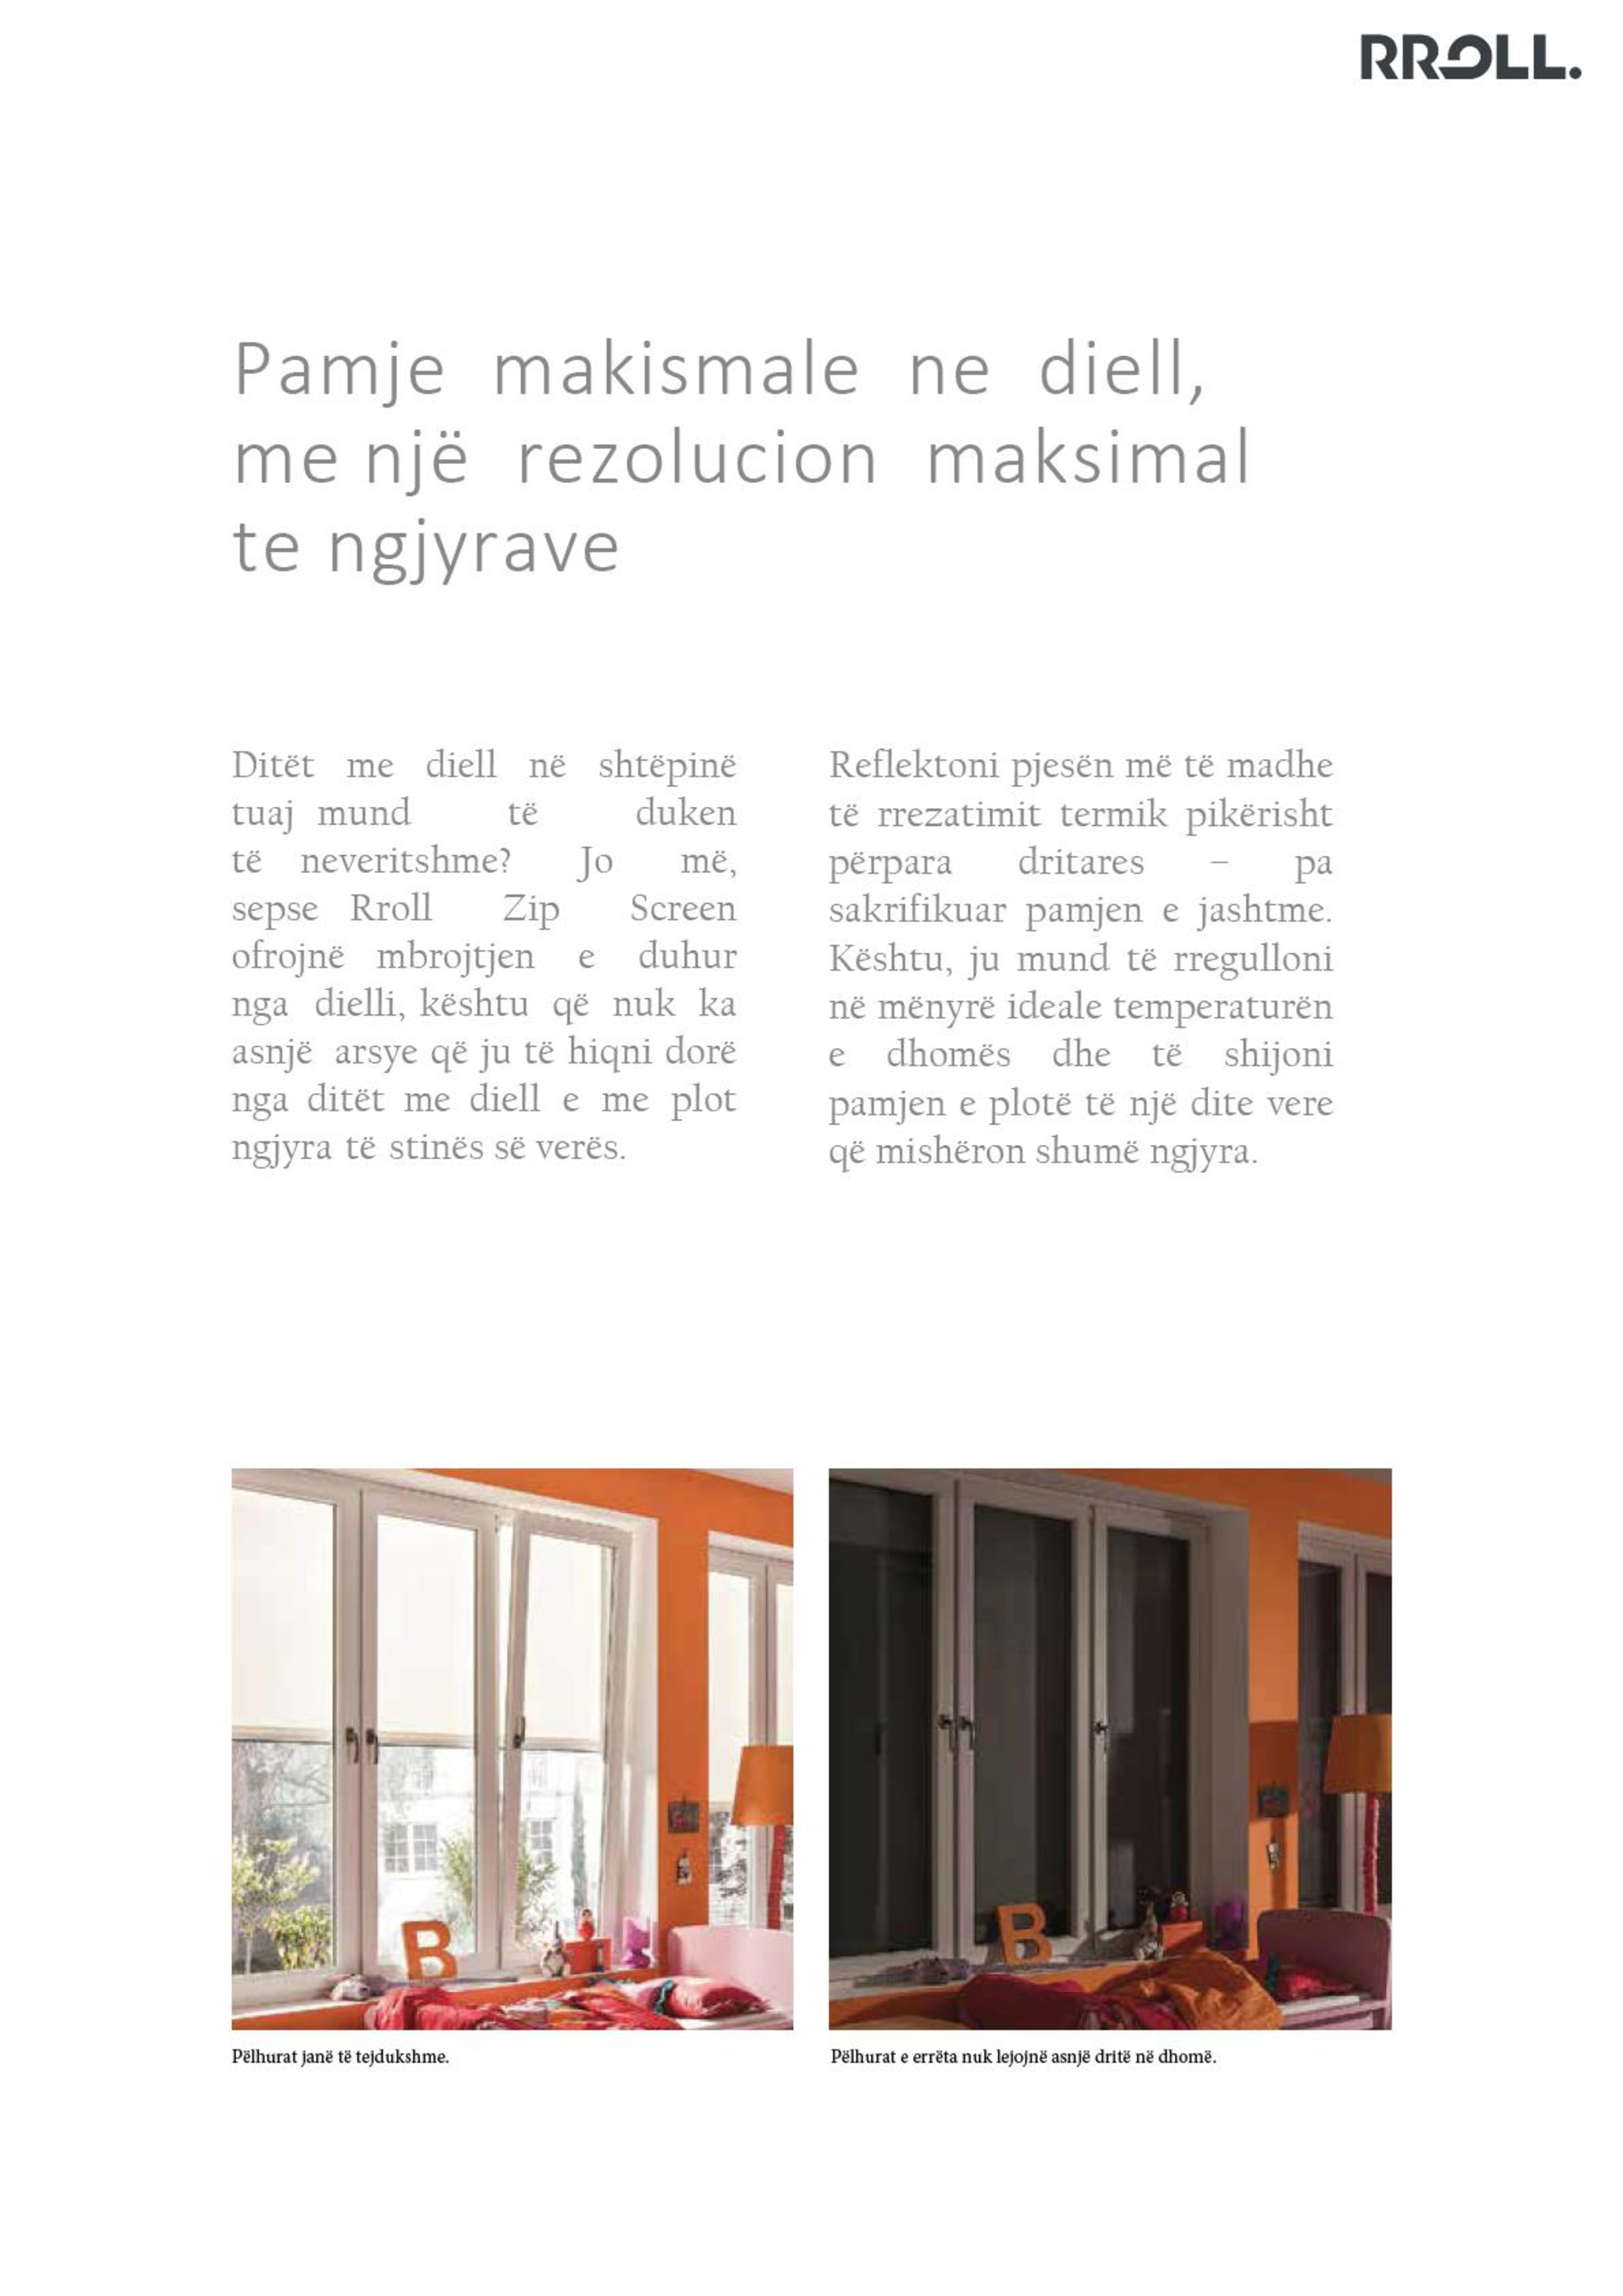 RROLL.
Pamje makismale ne diell,
me një rezolucion maksimal
te ngjyrave
Ditët me diell në shtëpinë
tuaj mund të duken
të neveritshme? Jo më,
sepse Rroll Zip Screen
ofrojnë mbrojtjen e duhur
nga dielli, kështu që nuk ka
asnjë arsye që ju të hiqni dorë
nga ditët me diell e me plot
ngjyra të stinës së verës.
Reflektoni pjesën më të madhe
të rrezatimit termik pikërisht
përpara dritares – pa
sakrifikuar pamjen e jashtme.
Kështu, ju mund të rregulloni
në mënyrë ideale temperaturën
e dhomës dhe të shijoni
pamjen e plotë të një dite vere
që mishëron shumë ngjyra.
B
B
Pëlhurat janë të tejdukshme.
Pëlhurat e errëta nuk lejojnë asnjë dritë në dhomë.